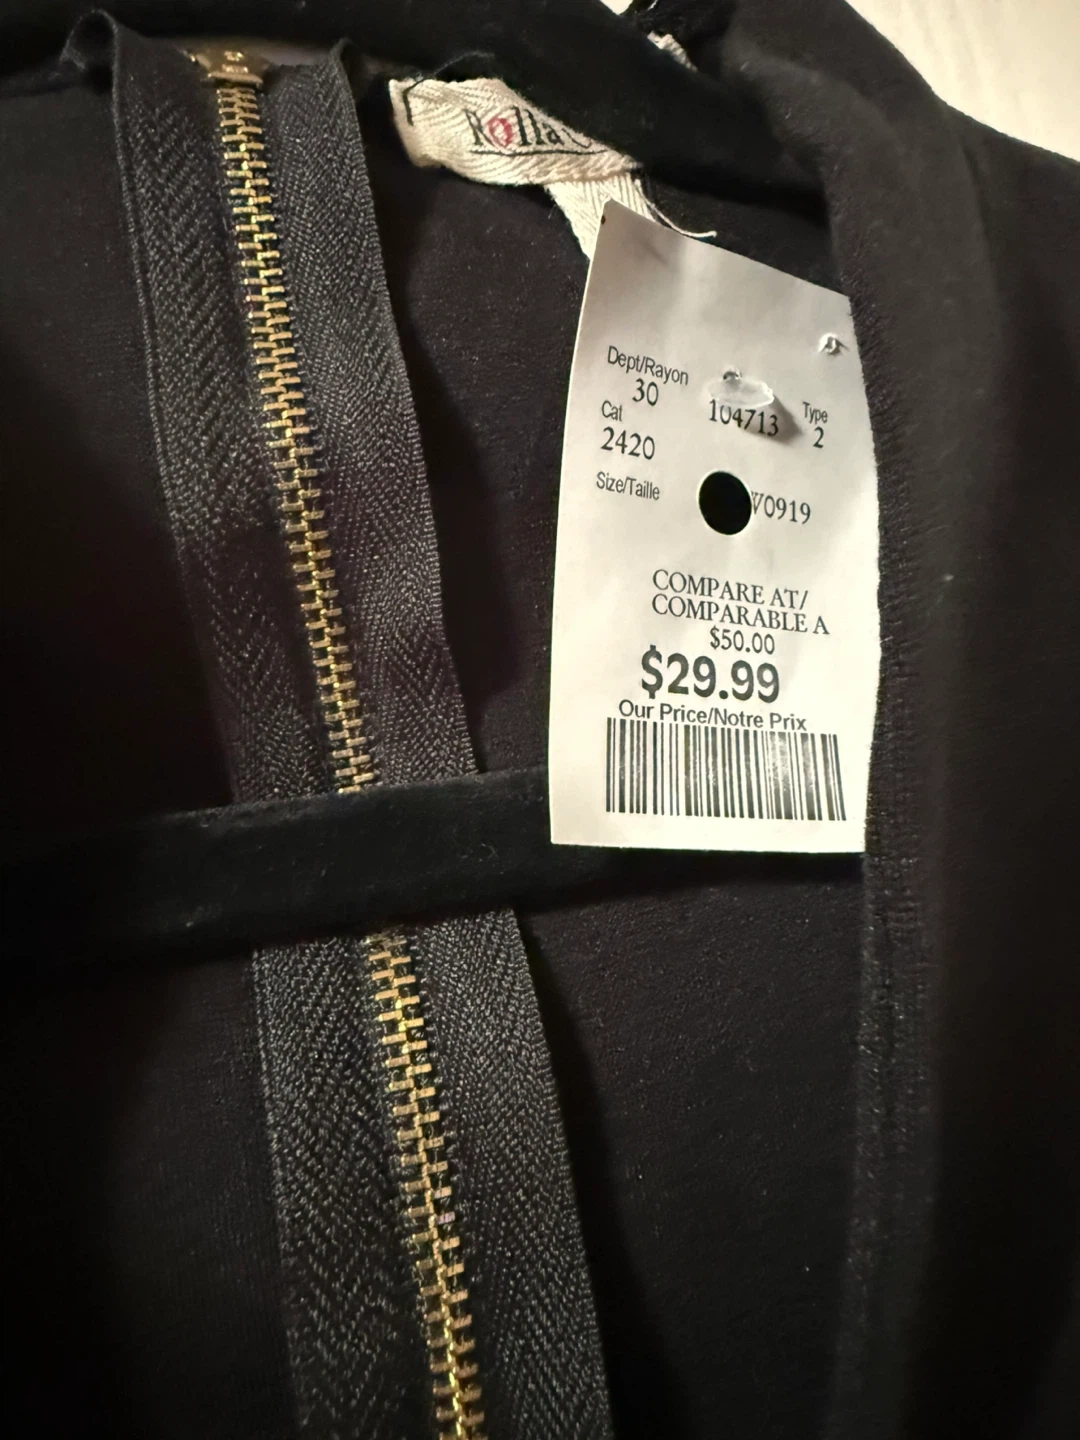 Rolla
Dept/Rayon
30
104713
Type
2
Cat
2420
Size/Taille
V0919
COMPARE AT/
COMPARABLE A
$50.00
$29.99
Our Price/Notre Prix